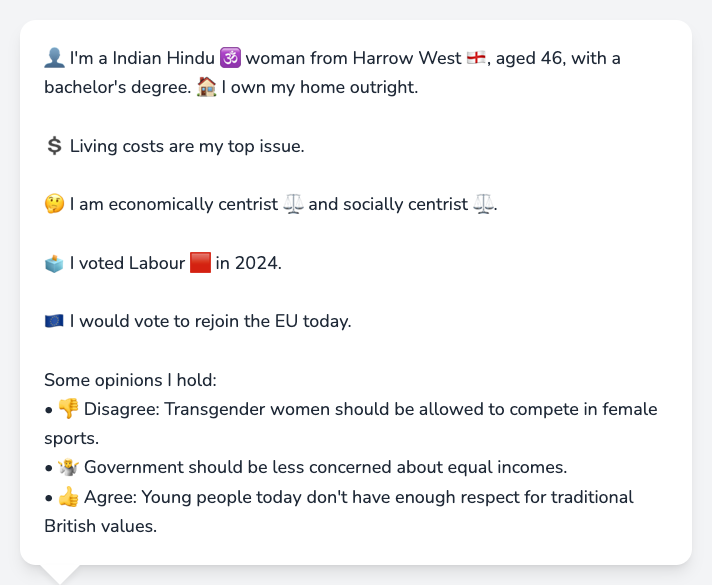 👤 I'm a Indian Hindu 🕉️ woman from Harrow West 🏴󠁧󠁢󠁥󠁮󠁧󠁿, aged 46, with a
bachelor's degree. 🏠 I own my home outright.
💲 Living costs are my top issue.
🤔 I am economically centrist ⚖️ and socially centrist ⚖️.
🗳️ I voted Labour 🟥 in 2024.
🇪🇺 I would vote to rejoin the EU today.
Some opinions I hold:
• 👎 Disagree: Transgender women should be allowed to compete in female
sports.
• 🤷 Government should be less concerned about equal incomes.
• 👍 Agree: Young people today don't have enough respect for traditional
British values.